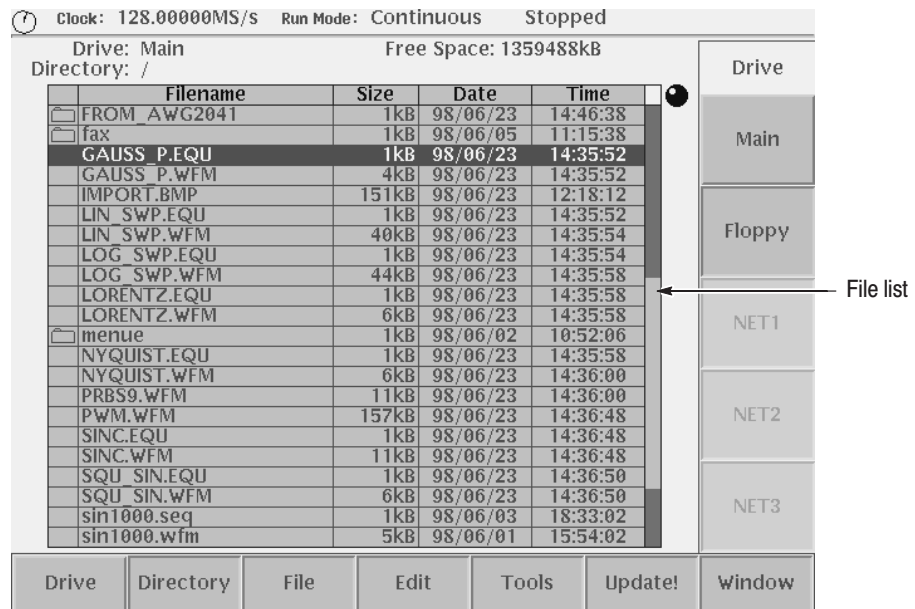 Clock: 128.00000MS/s Run Mode: Continuous Stopped
Drive: Main Free Space: 1359488kB
Directory: /
Filename Size Date Time
FROM_AWG2041 1kB 98/06/23 14:46:38
fax 1kB 98/06/05 11:15:38
GAUSS_P.EQU 1kB 98/06/23 14:35:52
GAUSS_P.WFM 4kB 98/06/23 14:35:52
IMPORT.BMP 151kB 98/06/23 12:18:12
LIN_SWP.EQU 1kB 98/06/23 14:35:52
LIN_SWP.WFM 40kB 98/06/23 14:35:54
LOG_SWP.EQU 1kB 98/06/23 14:35:54
LOG_SWP.WFM 44kB 98/06/23 14:35:58
LORENTZ.EQU 1kB 98/06/23 14:35:58
LORENTZ.WFM 6kB 98/06/23 14:35:58
menue 1kB 98/06/02 10:52:06
NYQUIST.EQU 1kB 98/06/23 14:35:58
NYQUIST.WFM 6kB 98/06/23 14:36:00
PRBS9.WFM 11kB 98/06/23 14:36:00
PWM.WFM 157kB 98/06/23 14:36:48
SINC.EQU 1kB 98/06/23 14:36:48
SINC.WFM 11kB 98/06/23 14:36:48
SQU_SIN.EQU 1kB 98/06/23 14:36:50
SQU_SIN.WFM 6kB 98/06/23 14:36:50
sin1000.seq 1kB 98/06/03 18:33:02
sin1000.wfm 5kB 98/06/01 15:54:02
Drive
Main
Floppy
NET1
NET2
NET3
File list
Drive Directory File Edit Tools Update! Window